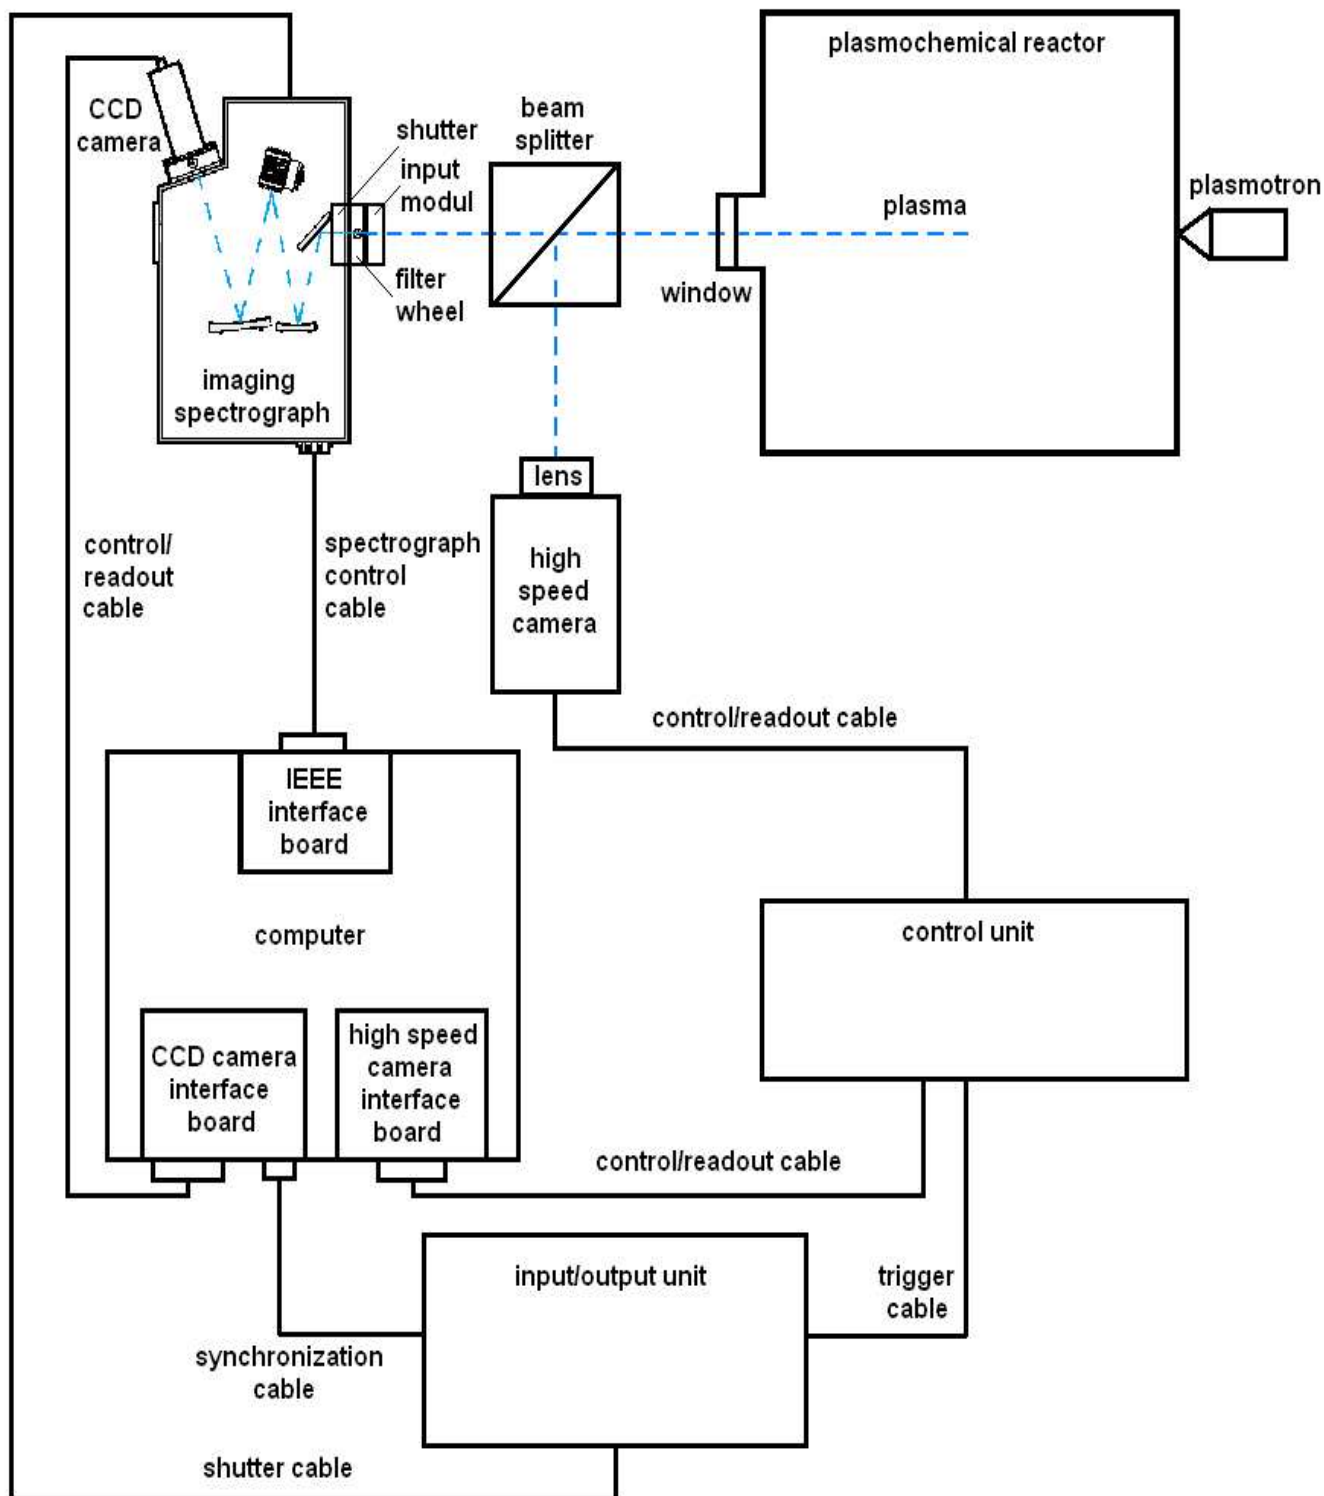 plasmochemical reactor
CCD
camera
beam
splitter
shutter
input
modul
plasmotron
plasma
filter
wheel
window
imaging
spectrograph
lens
control/
readout
cable
spectrograph
control
cable
high
speed
camera
control/readout cable
IEEE
interface
board
computer
control unit
CCD camera
interface
board
high speed
camera
interface
board
control/readout cable
input/output unit
trigger
cable
synchronization
cable
shutter cable